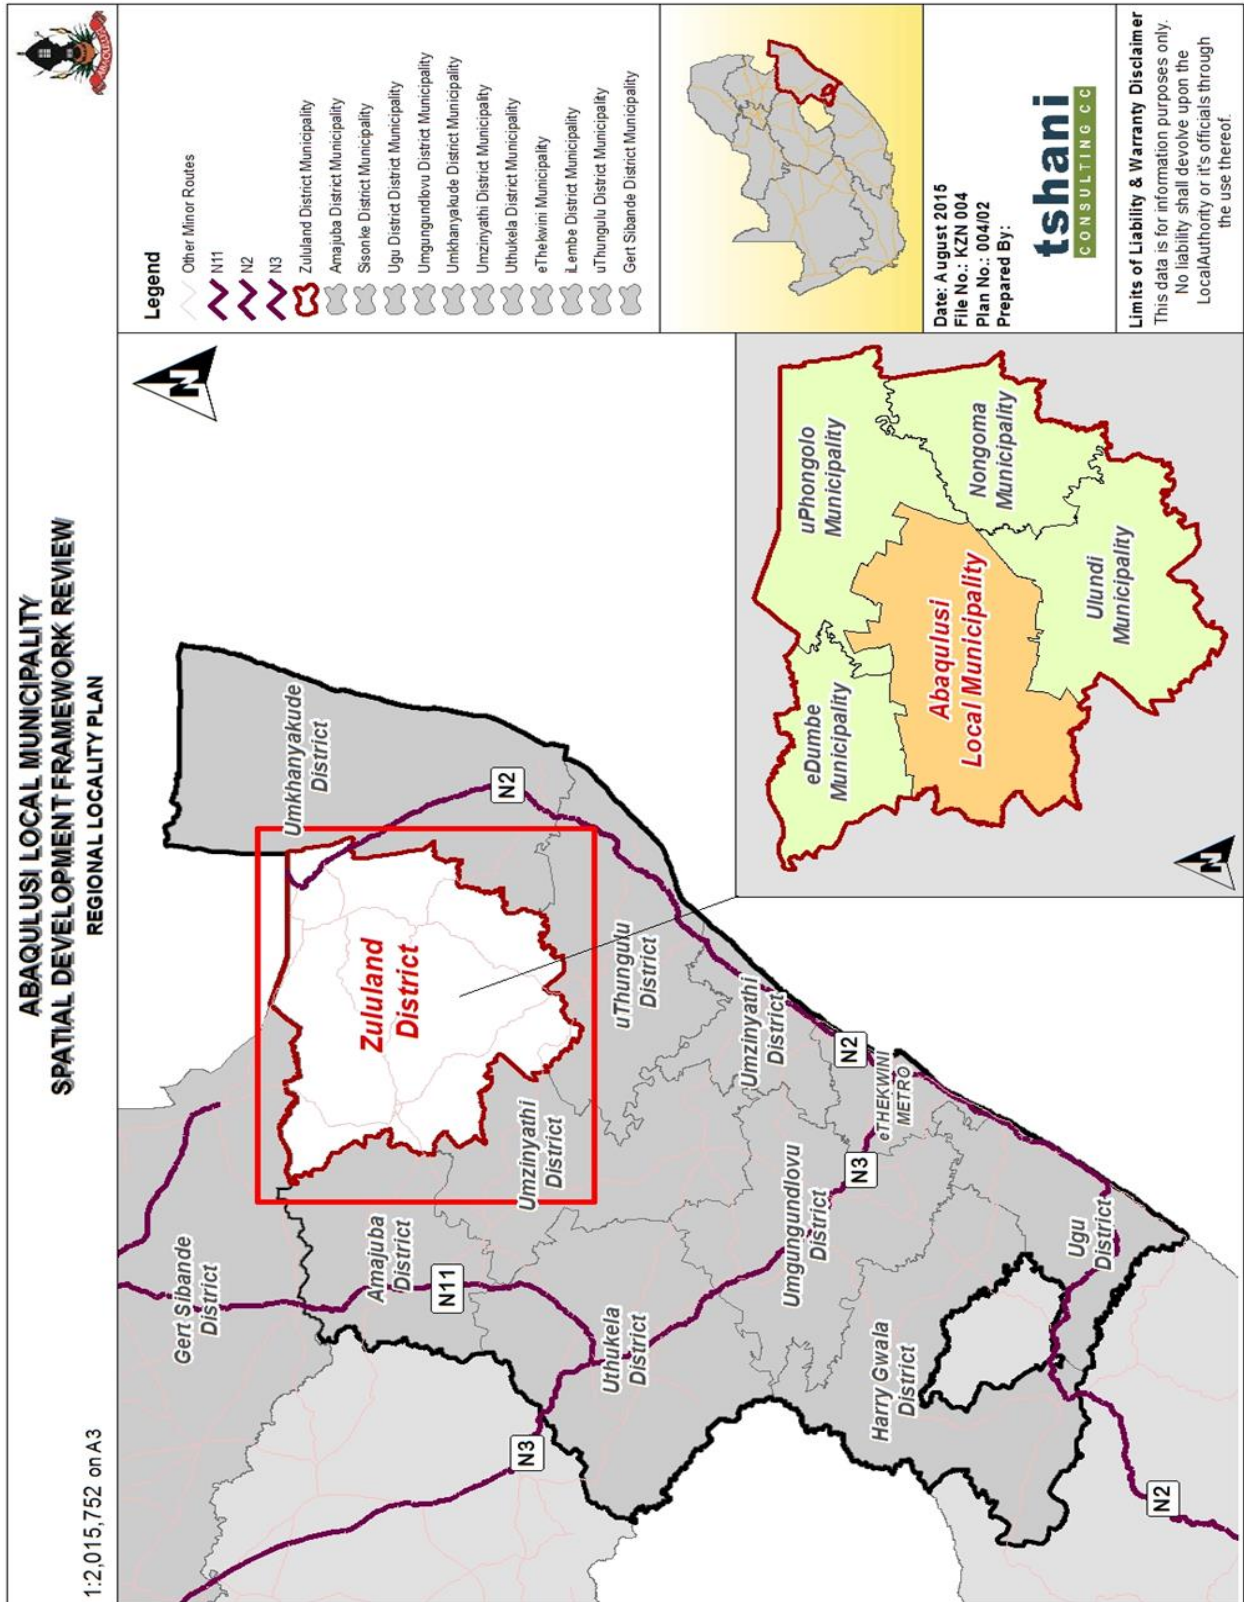 ABAQULUSI LOCAL MUNICIPALITY
SPATIAL DEVELOPMENT FRAMEWORK REVIEW
REGIONAL LOCALITY PLAN
1:2,015,752 on A3
N
Gert Sibande
District
Amajuba
District
N11
N3
Uthukela
District
Umzinyathi
District
Zululand
District
Umkhanyakude
District
N2
uThungulu
District
Umzinyathi
District
N2
eTHEKWINI
METRO
N3
Umgungundlovu
District
Harry Gwala
District
Ugu
District
N2
eDumbe
Municipality
uPhongolo
Municipality
Abaqulusi
Local Municipality
Nongoma
Municipality
Ulundi
Municipality
N
ABAQULUSI
Legend
Other Minor Routes
N11
N2
N3
Zululand District Municipality
Amajuba District Municipality
Sisonke District Municipality
Ugu District Municipality
Umgungundlovu District Municipality
Umkhanyakude District Municipality
Umzinyathi District Municipality
Uthukela District Municipality
eThekwini Municipality
iLembe District Municipality
uThungulu District Municipality
Gert Sibande District Municipality
Date: August 2015
File No.: KZN 004
Plan No.: 004/02
Prepared By:
tshani
CONSULTING CC
Limits of Liability & Warranty Disclaimer
This data is for information purposes only.
No liability shall devolve upon the
LocalAuthority or it's officials through
the use thereof.